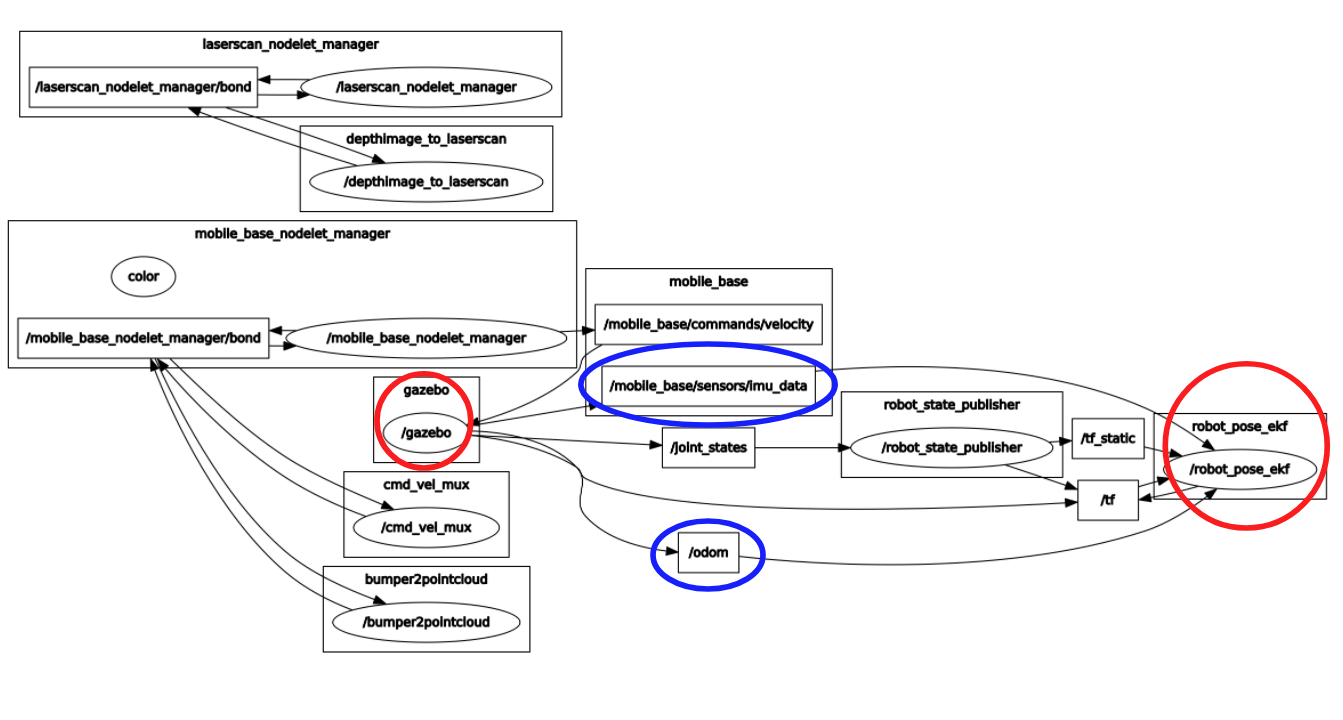 laserscan_nodelet_manager
/laserscan_nodelet_manager/bond
/laserscan_nodelet_manager
depthimage_to_laserscan
/depthimage_to_laserscan
mobile_base_nodelet_manager
color
/mobile_base_nodelet_manager/bond
/mobile_base_nodelet_manager
mobile_base
/mobile_base/commands/velocity
/mobile_base/sensors/imu_data
gazebo
/gazebo
/joint_states
robot_state_publisher
/robot_state_publisher
/tf_static
/tf
robot_pose_ekf
/robot_pose_ekf
cmd_vel_mux
/cmd_vel_mux
/odom
bumper2pointcloud
/bumper2pointcloud